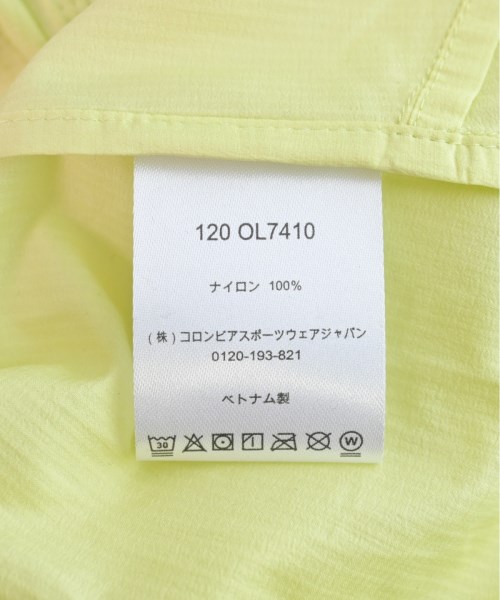 120 OL7410
ナイロン 100%
(株)コロンビアスポーツウェアジャパン
0120-193-821
ベトナム製
30 W